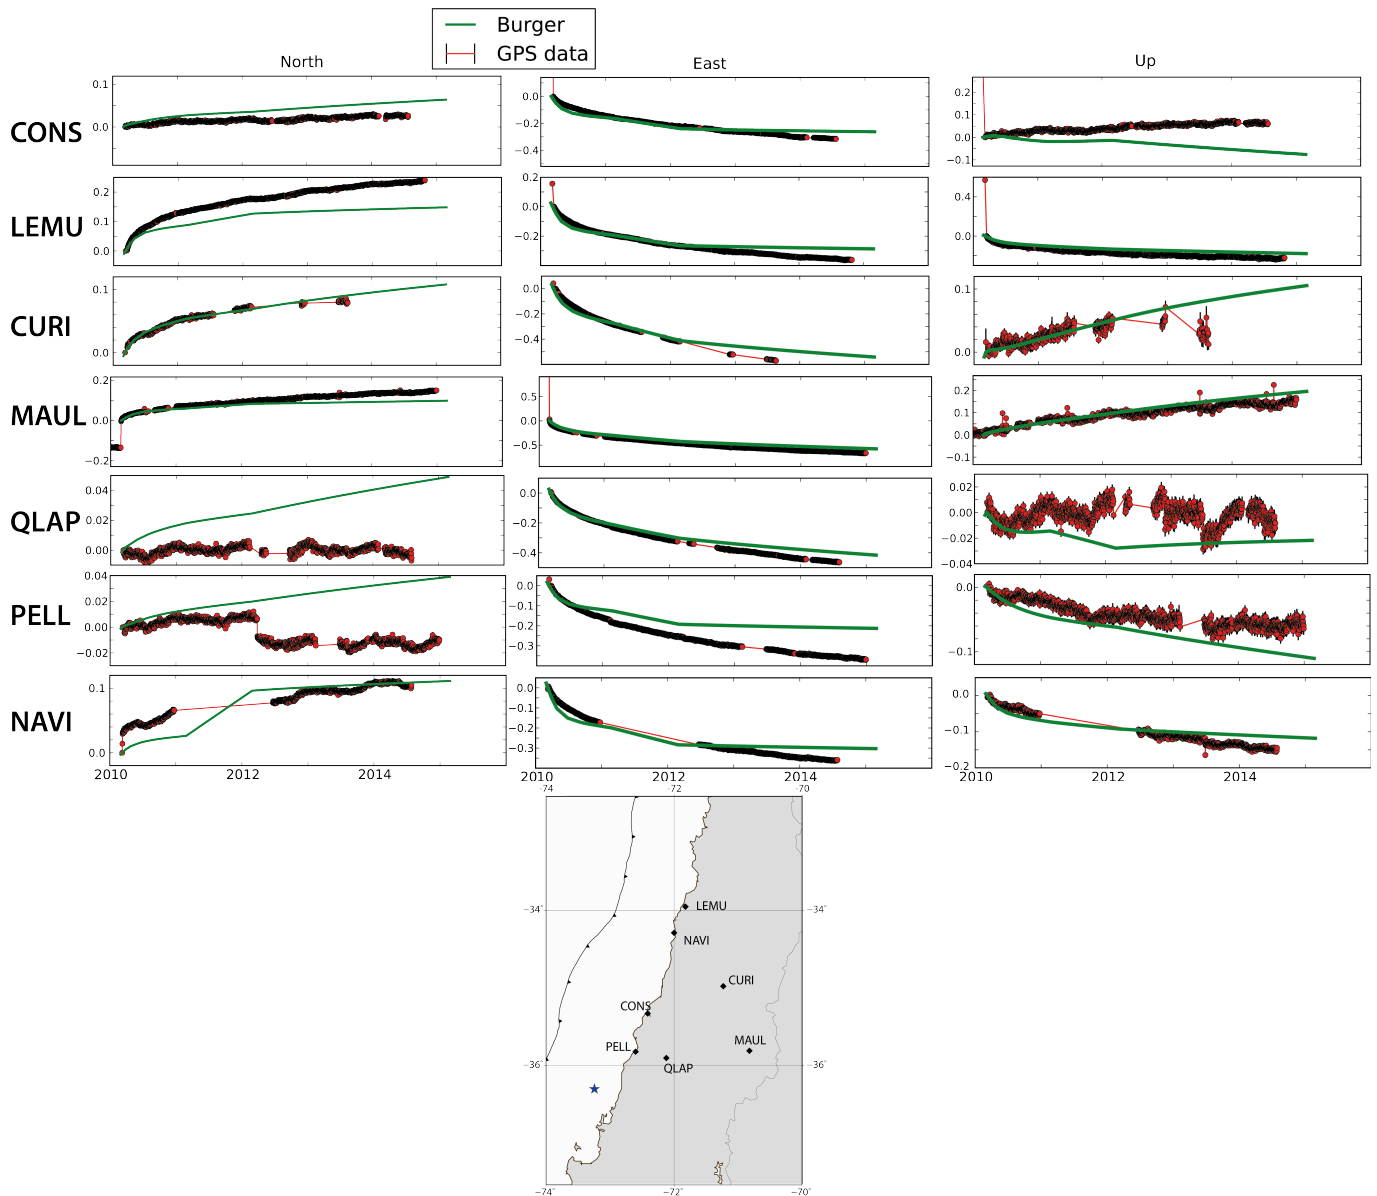 Burger
GPS data
North
East
Up
CONS
0.1
0.0
0.0
−0.2
−0.4
0.2
0.1
0.0
−0.1
LEMU
0.2
0.1
0.0
0.2
0.0
−0.2
0.4
0.0
CURI
0.1
0.0
0.0
−0.2
−0.4
0.1
0.0
MAUL
0.2
0.0
−0.2
0.5
0.0
−0.5
0.2
0.1
0.0
−0.1
QLAP
0.04
0.02
0.00
0.0
−0.2
−0.4
0.02
0.00
−0.02
−0.04
PELL
0.04
0.02
0.00
−0.02
0.0
−0.1
−0.2
−0.3
0.0
−0.1
NAVI
0.1
0.0
0.0
−0.1
−0.2
−0.3
0.0
−0.1
−0.2
2010 2012 2014
2010 2012 2014
2010 2012 2014
-74 -72 -70
LEMU
−34° −34°
NAVI
CURI
CONS
MAUL
PELL
−36° −36°
QLAP
−74° −72° −70°